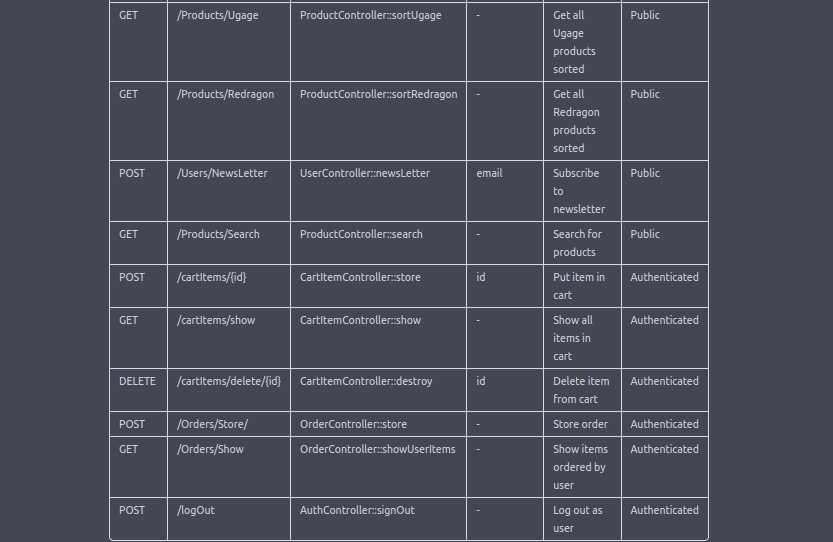 GET /Products/Ugage ProductController::sortUgage - Get all Public
Ugage
products
sorted
GET /Products/Redragon ProductController::sortRedragon - Get all Public
Redragon
products
sorted
POST /Users/NewsLetter UserController::newsLetter email Subscribe Public
to
newsletter
GET /Products/Search ProductController::search - Search for Public
products
POST /cartItems/{id} CartItemController::store id Put item in Authenticated
cart
GET /cartItems/show CartItemController::show - Show all Authenticated
items in
cart
DELETE /cartItems/delete/{id} CartItemController::destroy id Delete item Authenticated
from cart
POST /Orders/Store/ OrderController::store - Store order Authenticated
GET /Orders/Show OrderController::showUserItems - Show items Authenticated
ordered by
user
POST /logOut AuthController::signOut - Log out as Authenticated
user